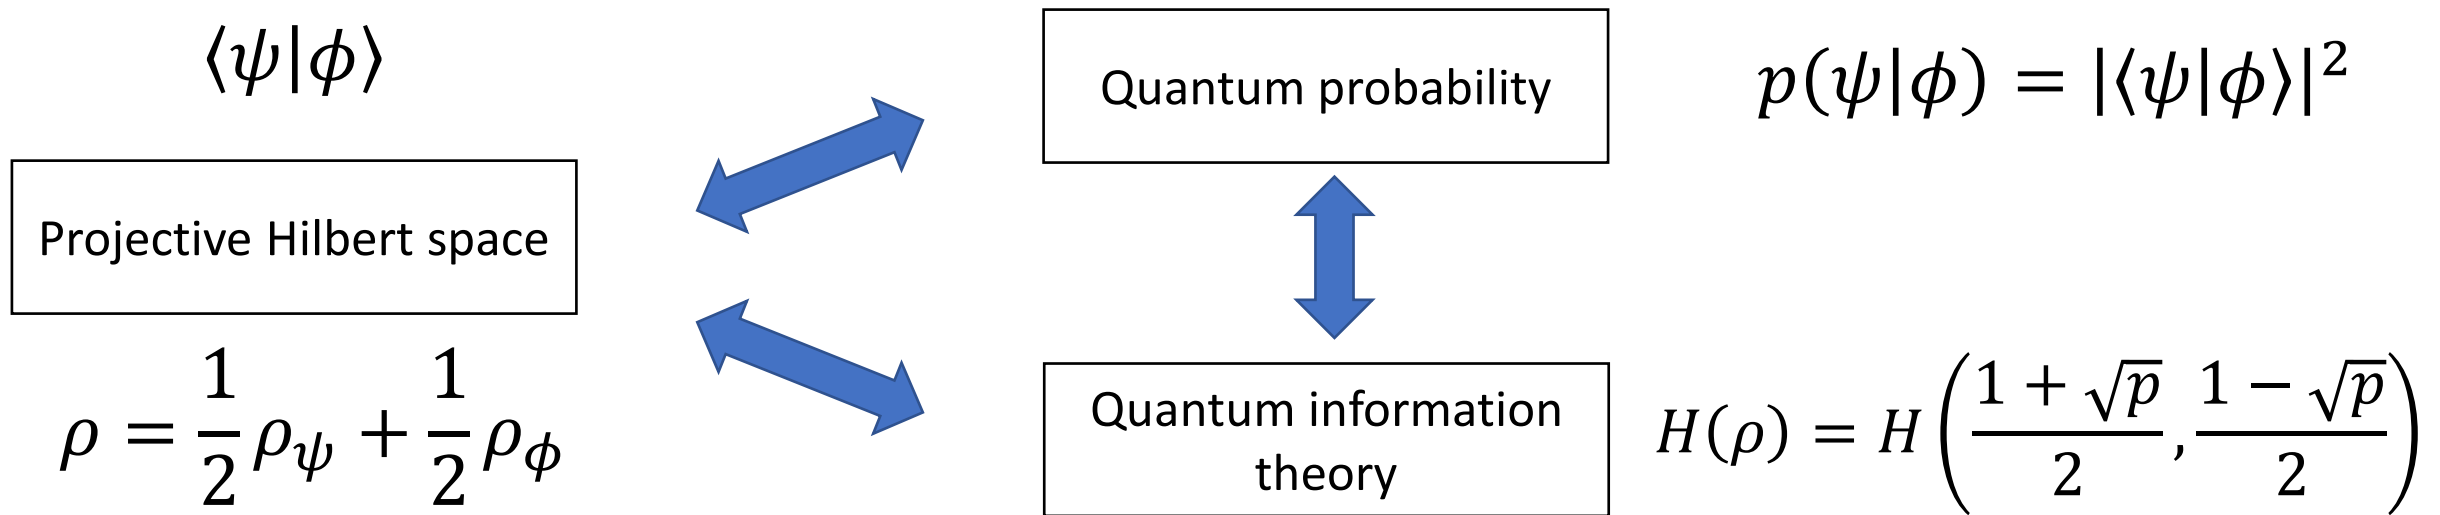 ⟨ψ|ϕ⟩
Projective Hilbert space
ρ = 1/2 ρ_ψ + 1/2 ρ_ϕ
Quantum probability
p(ψ|ϕ) = |⟨ψ|ϕ⟩|²
Quantum information
theory
H(ρ) = H((1 + √p)/2, (1 − √p)/2)